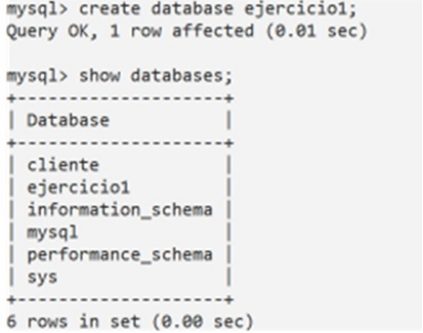 mysql> create database ejercicio1;
Query OK, 1 row affected (0.01 sec)
mysql> show databases;
+--------------------+
| Database           |
+--------------------+
| cliente            |
| ejercicio1         |
| information_schema |
| mysql              |
| performance_schema |
| sys                |
+--------------------+
6 rows in set (0.00 sec)